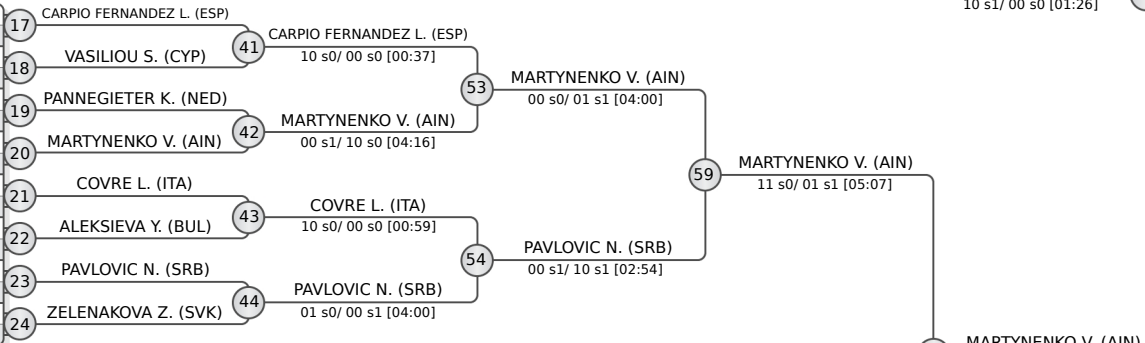 10 s1/ 00 s0 [01:26]
17
CARPIO FERNANDEZ L. (ESP)
41
CARPIO FERNANDEZ L. (ESP)
10 s0/ 00 s0 [00:37]
18
VASILIOU S. (CYP)
53
MARTYNENKO V. (AIN)
00 s0/ 01 s1 [04:00]
19
PANNEGIETER K. (NED)
42
MARTYNENKO V. (AIN)
00 s1/ 10 s0 [04:16]
20
MARTYNENKO V. (AIN)
59
MARTYNENKO V. (AIN)
11 s0/ 01 s1 [05:07]
21
COVRE L. (ITA)
43
COVRE L. (ITA)
10 s0/ 00 s0 [00:59]
22
ALEKSIEVA Y. (BUL)
54
PAVLOVIC N. (SRB)
00 s1/ 10 s1 [02:54]
23
PAVLOVIC N. (SRB)
44
PAVLOVIC N. (SRB)
01 s0/ 00 s1 [04:00]
24
ZELENAKOVA Z. (SVK)
MARTYNENKO V. (AIN)